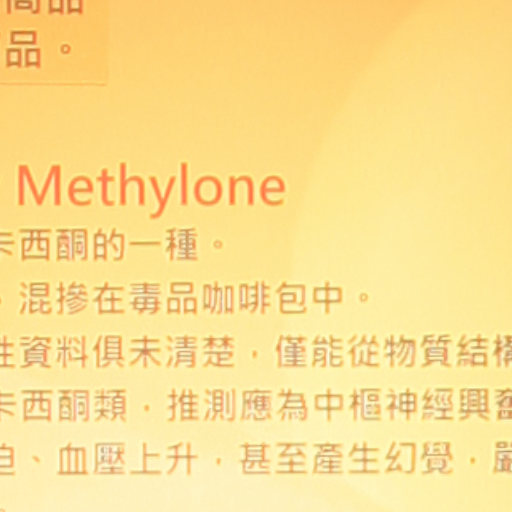 商品
品。
Methylone
卡西酮的一種。
，混摻在毒品咖啡包中。
性資料俱未清楚，僅能從物質結構
卡西酮類，推測應為中樞神經興奮
迫、血壓上升，甚至產生幻覺，嚴